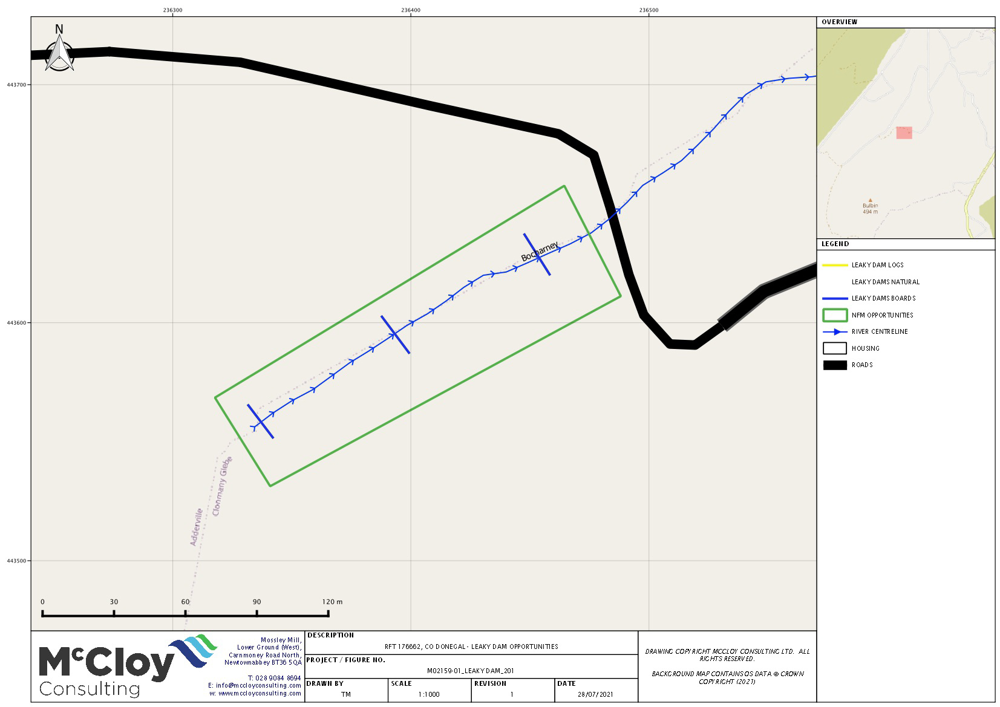 236300
236400
236500
N
443700
443600
443500
Bocharney
Clonmany Glebe
Adderville
0
30
60
90
120 m
OVERVIEW
Bulbin
494 m
LEGEND
LEAKY DAM LOGS
LEAKY DAMS NATURAL
LEAKY DAMS BOARDS
NFM OPPORTUNITIES
RIVER CENTRELINE
HOUSING
ROADS
McCloy
Consulting
Mossley Mill,
Lower Ground (West),
Carnmoney Road North,
Newtownabbey BT36 5QA
T: 028 9084 8694
E: info@mccloyconsulting.com
w: www.mccloyconsulting.com
DESCRIPTION
RFT 176662, CO DONEGAL - LEAKY DAM OPPORTUNITIES
PROJECT / FIGURE NO.
M02159-01_LEAKY DAM_201
DRAWN BY
TM
SCALE
1:1000
REVISION
1
DATE
28/07/2021
DRAWING COPYRIGHT MCCLOY CONSULTING LTD. ALL
RIGHTS RESERVED.
BACKGROUND MAP CONTAINS OS DATA © CROWN
COPYRIGHT (2021)